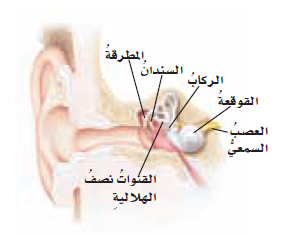 المطرقةُ
السندانُ
الركابُ
القوقعةُ
العصبُ
السمعيُّ
القنواتُ نصفُ
الهلاليةِ